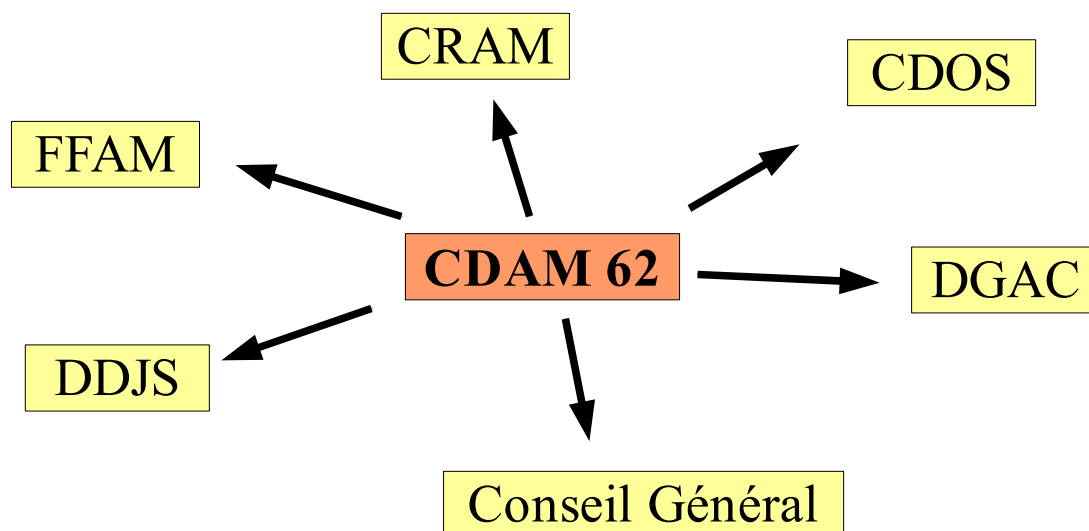 CRAM
CDOS
FFAM
CDAM 62
DGAC
DDJS
Conseil Général